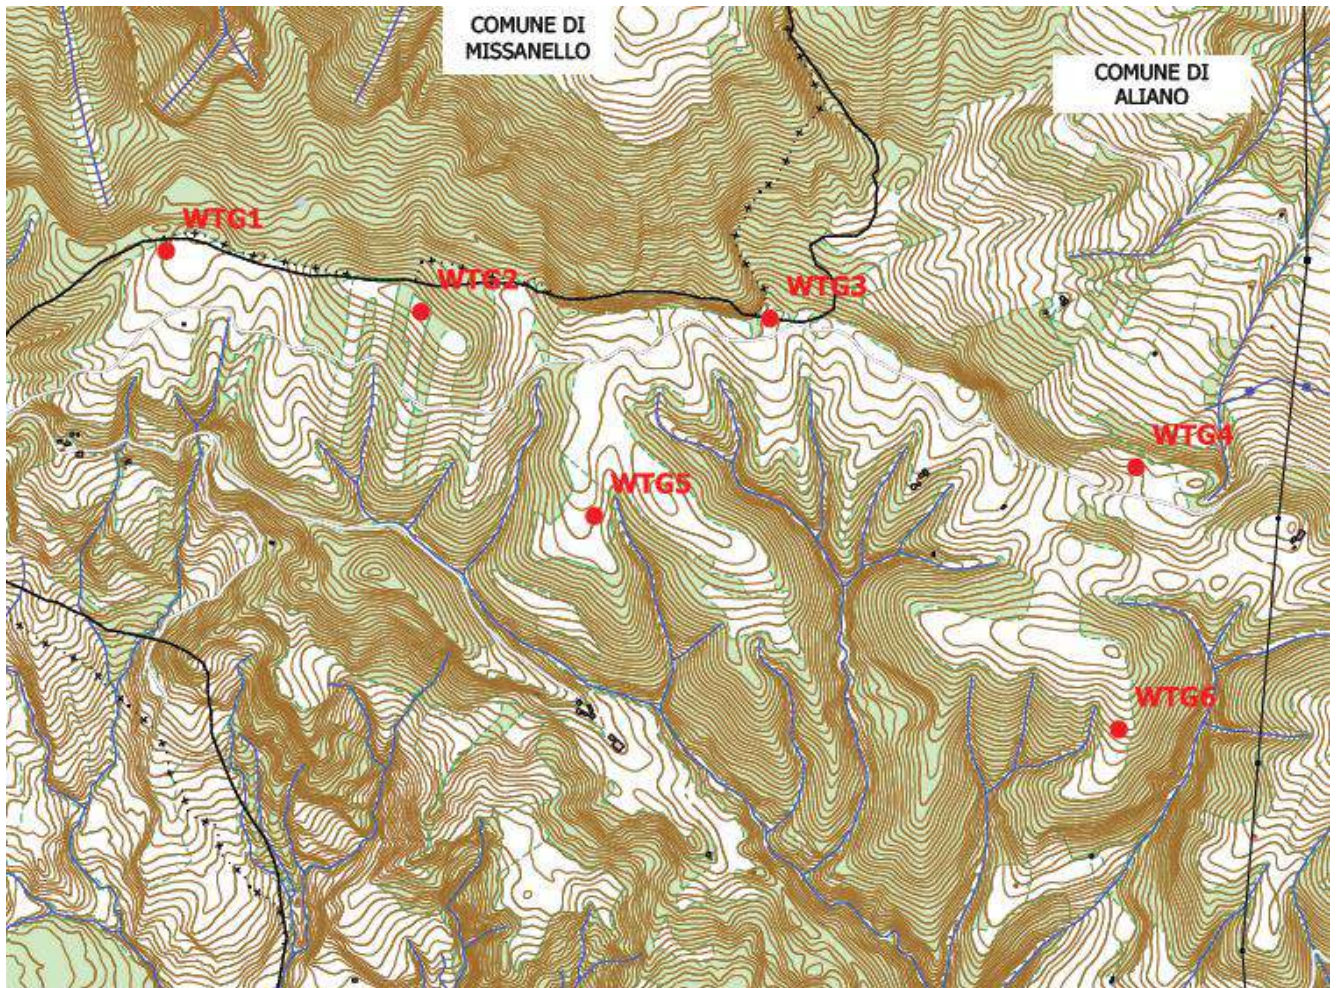 COMUNE DI
MISSANELLO
COMUNE DI
ALIANO
WTG1
WTG2
WTG3
WTG4
WTG5
WTG6